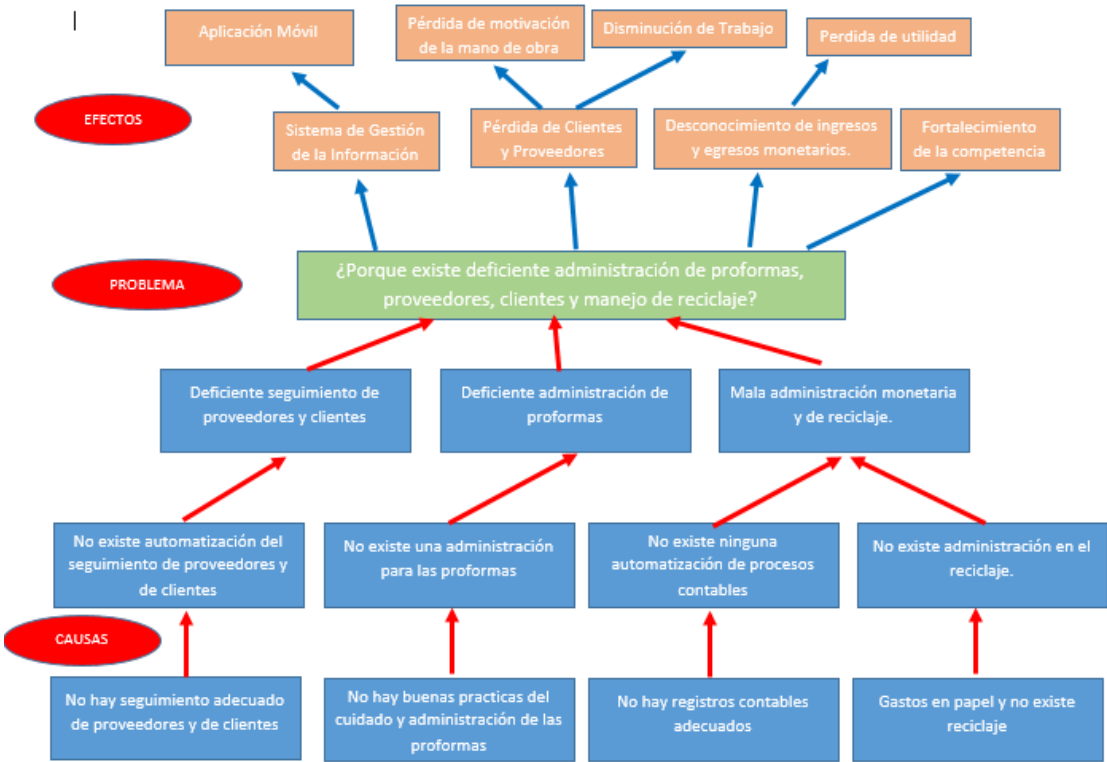 Aplicación Móvil
Pérdida de motivación
de la mano de obra
Disminución de Trabajo
Perdida de utilidad
EFECTOS
Sistema de Gestión
de la Información
Pérdida de Clientes
y Proveedores
Desconocimiento de ingresos
y egresos monetarios.
Fortalecimiento
de la competencia
PROBLEMA
¿Porque existe deficiente administración de proformas,
proveedores, clientes y manejo de reciclaje?
Deficiente seguimiento de
proveedores y clientes
Deficiente administración de
proformas
Mala administración monetaria
y de reciclaje.
No existe automatización del
seguimiento de proveedores y
de clientes
No existe una administración
para las proformas
No existe ninguna
automatización de procesos
contables
No existe administración en el
reciclaje.
CAUSAS
No hay seguimiento adecuado
de proveedores y de clientes
No hay buenas practicas del
cuidado y administración de las
proformas
No hay registros contables
adecuados
Gastos en papel y no existe
reciclaje